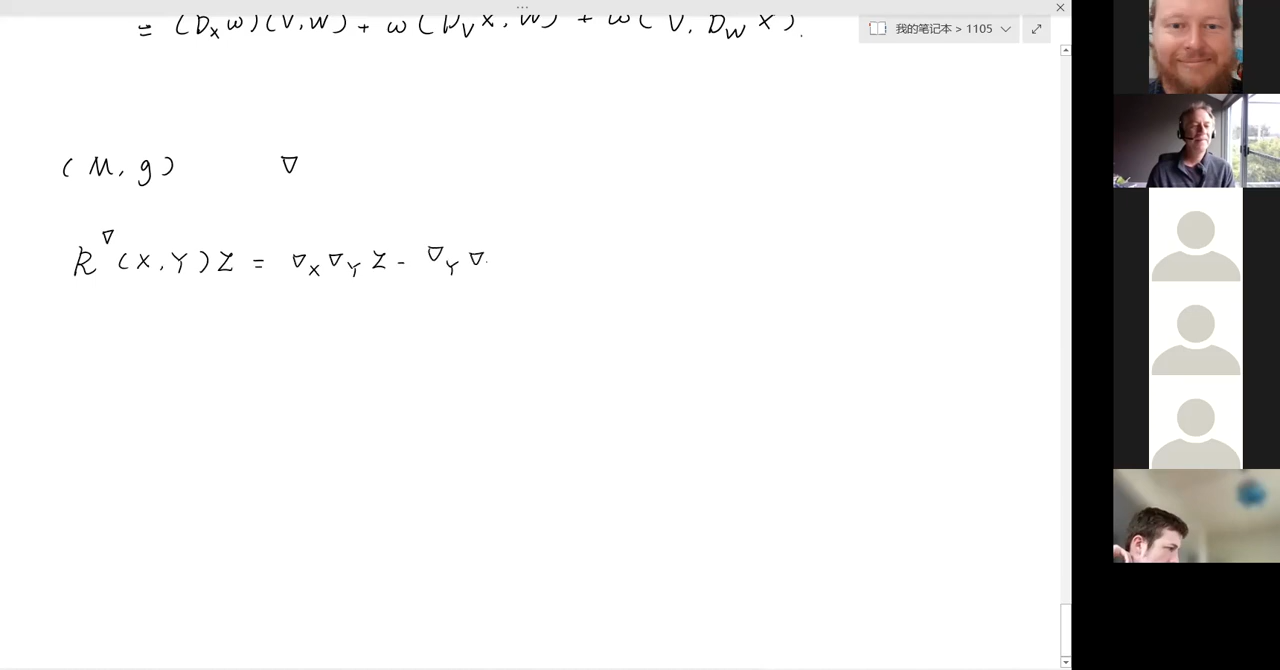 = (D_X ω)(V, W) + ω(D_V X, W) + ω(V, D_W X).
我的笔记本 > 1105
(M, g) ∇
R^∇(X, Y)Z = ∇_X ∇_Y Z - ∇_Y ∇